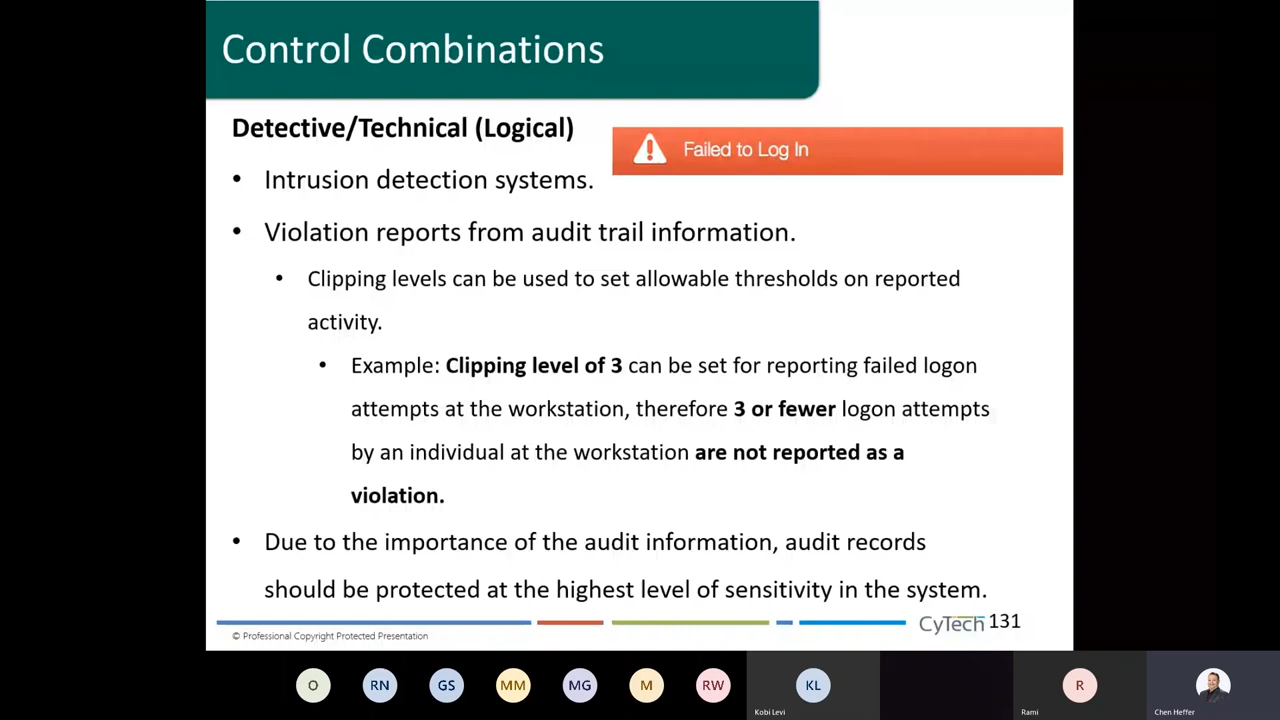 Control Combinations
Detective/Technical (Logical)
Failed to Log In
• Intrusion detection systems.
• Violation reports from audit trail information.
• Clipping levels can be used to set allowable thresholds on reported
activity.
• Example: Clipping level of 3 can be set for reporting failed logon
attempts at the workstation, therefore 3 or fewer logon attempts
by an individual at the workstation are not reported as a
violation.
• Due to the importance of the audit information, audit records
should be protected at the highest level of sensitivity in the system.
© Professional Copyright Protected Presentation
CyTech 131
O RN GS MM MG M RW KL R
Kobi Levi Rami Chen Heffer